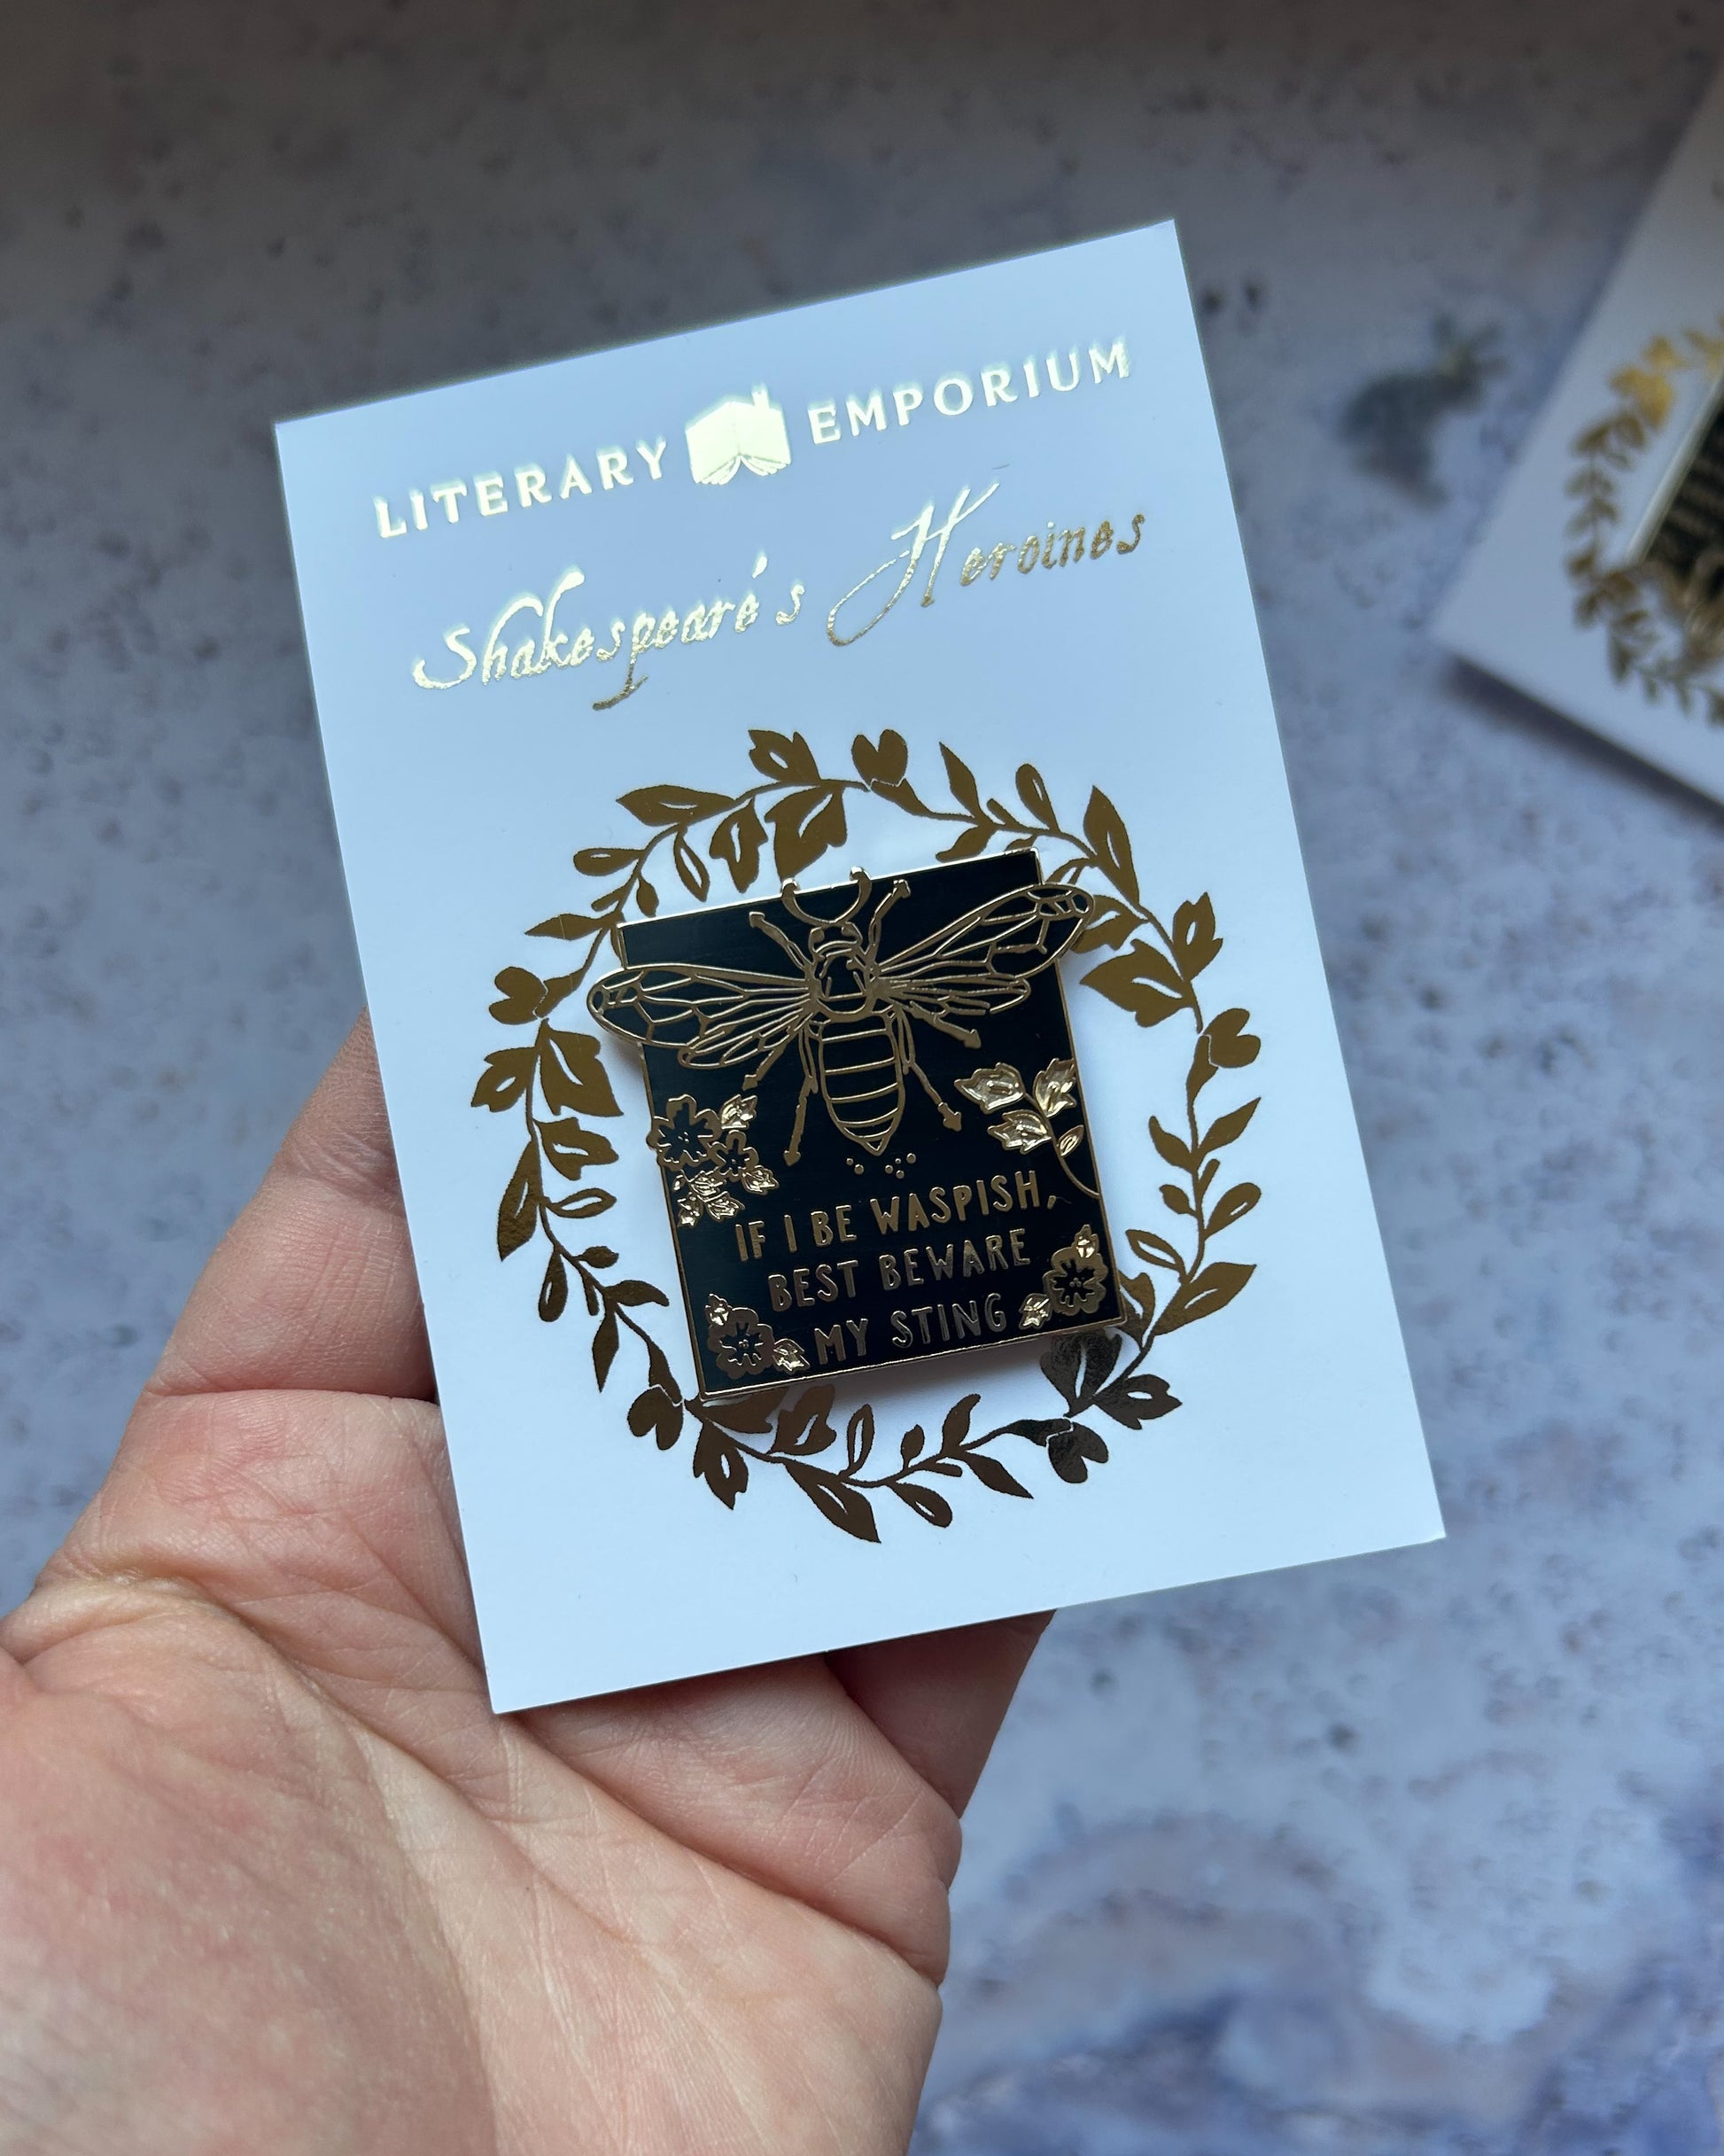 LITERARY EMPORIUM
Shakespeare's Heroines
IF I BE WASPISH,
BEST BEWARE
MY STING